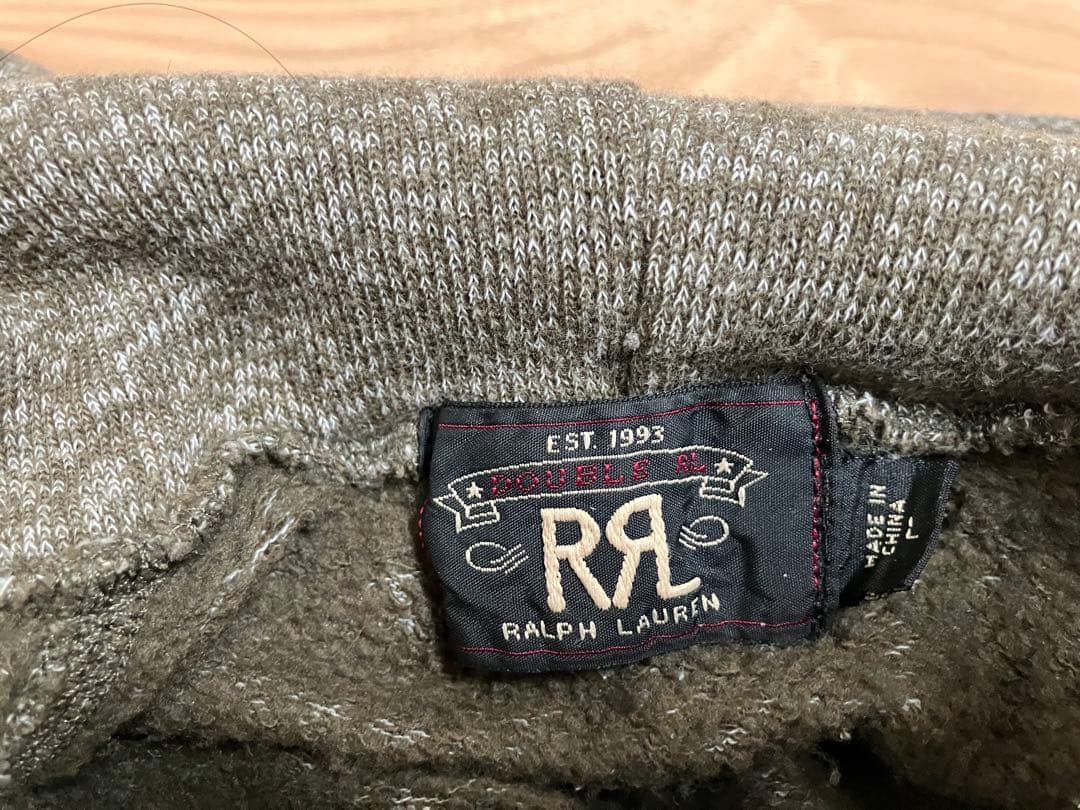 EST. 1993
DOUBLE RL
RRL
RALPH LAUREN
MADE IN
CHINA
L